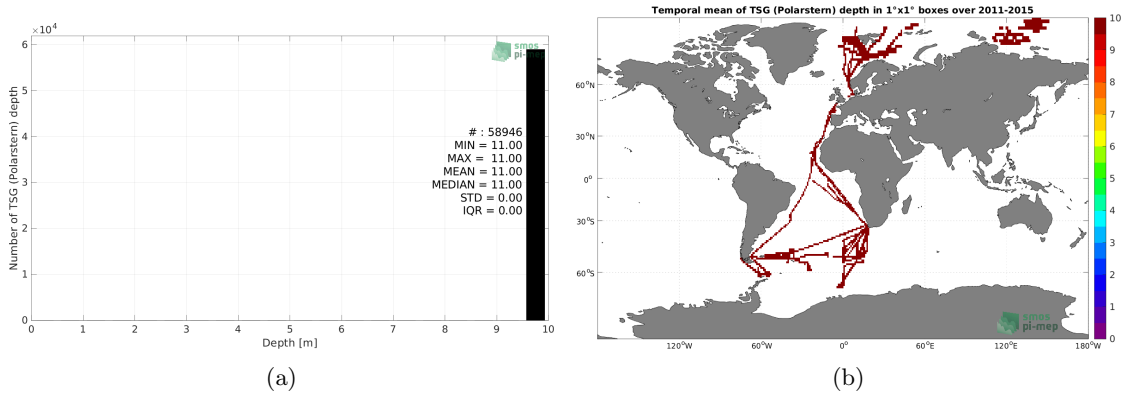 ×10⁴
6
5
4
3
2
1
0
Number of TSG (Polarstern) depth
smos
pi-mep
# : 58946
MIN = 11.00
MAX = 11.00
MEAN = 11.00
MEDIAN = 11.00
STD = 0.00
IQR = 0.00
0 1 2 3 4 5 6 7 8 9 10
Depth [m]
(a)
Temporal mean of TSG (Polarstern) depth in 1°x1° boxes over 2011-2015
60°N
30°N
0°
30°S
60°S
120°W 60°W 0° 60°E 120°E 180°W
smos
pi-mep
10
9
8
7
6
5
4
3
2
1
0
(b)